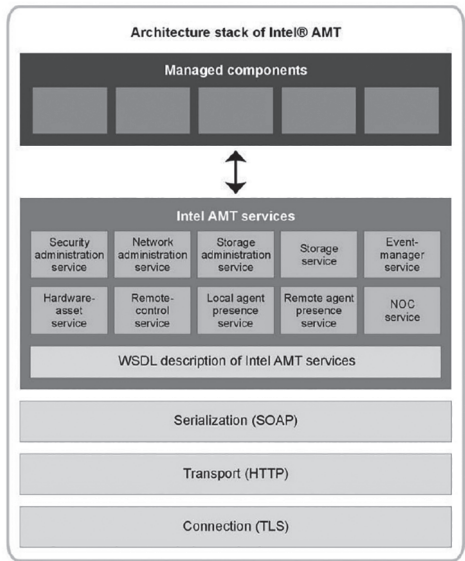 Architecture stack of Intel® AMT
Managed components
Intel AMT services
Security
administration
service
Network
administration
service
Storage
administration
service
Storage
service
Event-
manager
service
Hardware-
asset
service
Remote-
control
service
Local agent
presence
service
Remote agent
presence
service
NOC
service
WSDL description of Intel AMT services
Serialization (SOAP)
Transport (HTTP)
Connection (TLS)